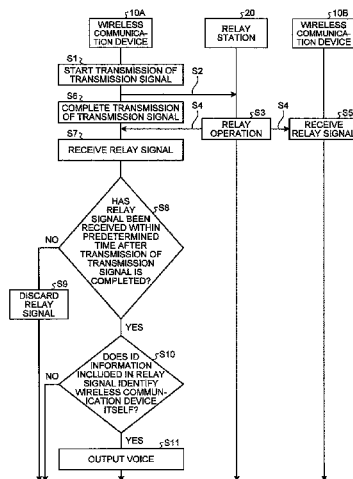 10A
20
10B
WIRELESS
COMMUNICA-
TION DEVICE
RELAY
STATION
WIRELESS
COMMUNICA-
TION DEVICE
S1
START TRANSMISSION OF
TRANSMISSION SIGNAL
S2
S6
COMPLETE TRANSMISSION
OF TRANSMISSION SIGNAL
S4
S3
RELAY
OPERATION
S4
S5
RECEIVE
RELAY SIGNAL
S7
RECEIVE RELAY SIGNAL
S8
HAS
RELAY
SIGNAL BEEN
RECEIVED WITHIN
PREDETERMINED
TIME AFTER
TRANSMISSION OF
TRANSMISSION
SIGNAL IS
COMPLETED?
NO
S9
DISCARD
RELAY
SIGNAL
YES
S10
DOES ID
INFORMATION
INCLUDED IN RELAY
SIGNAL IDENTIFY
WIRELESS COMMUN-
ICATION DEVICE
ITSELF?
NO
YES
S11
OUTPUT VOICE